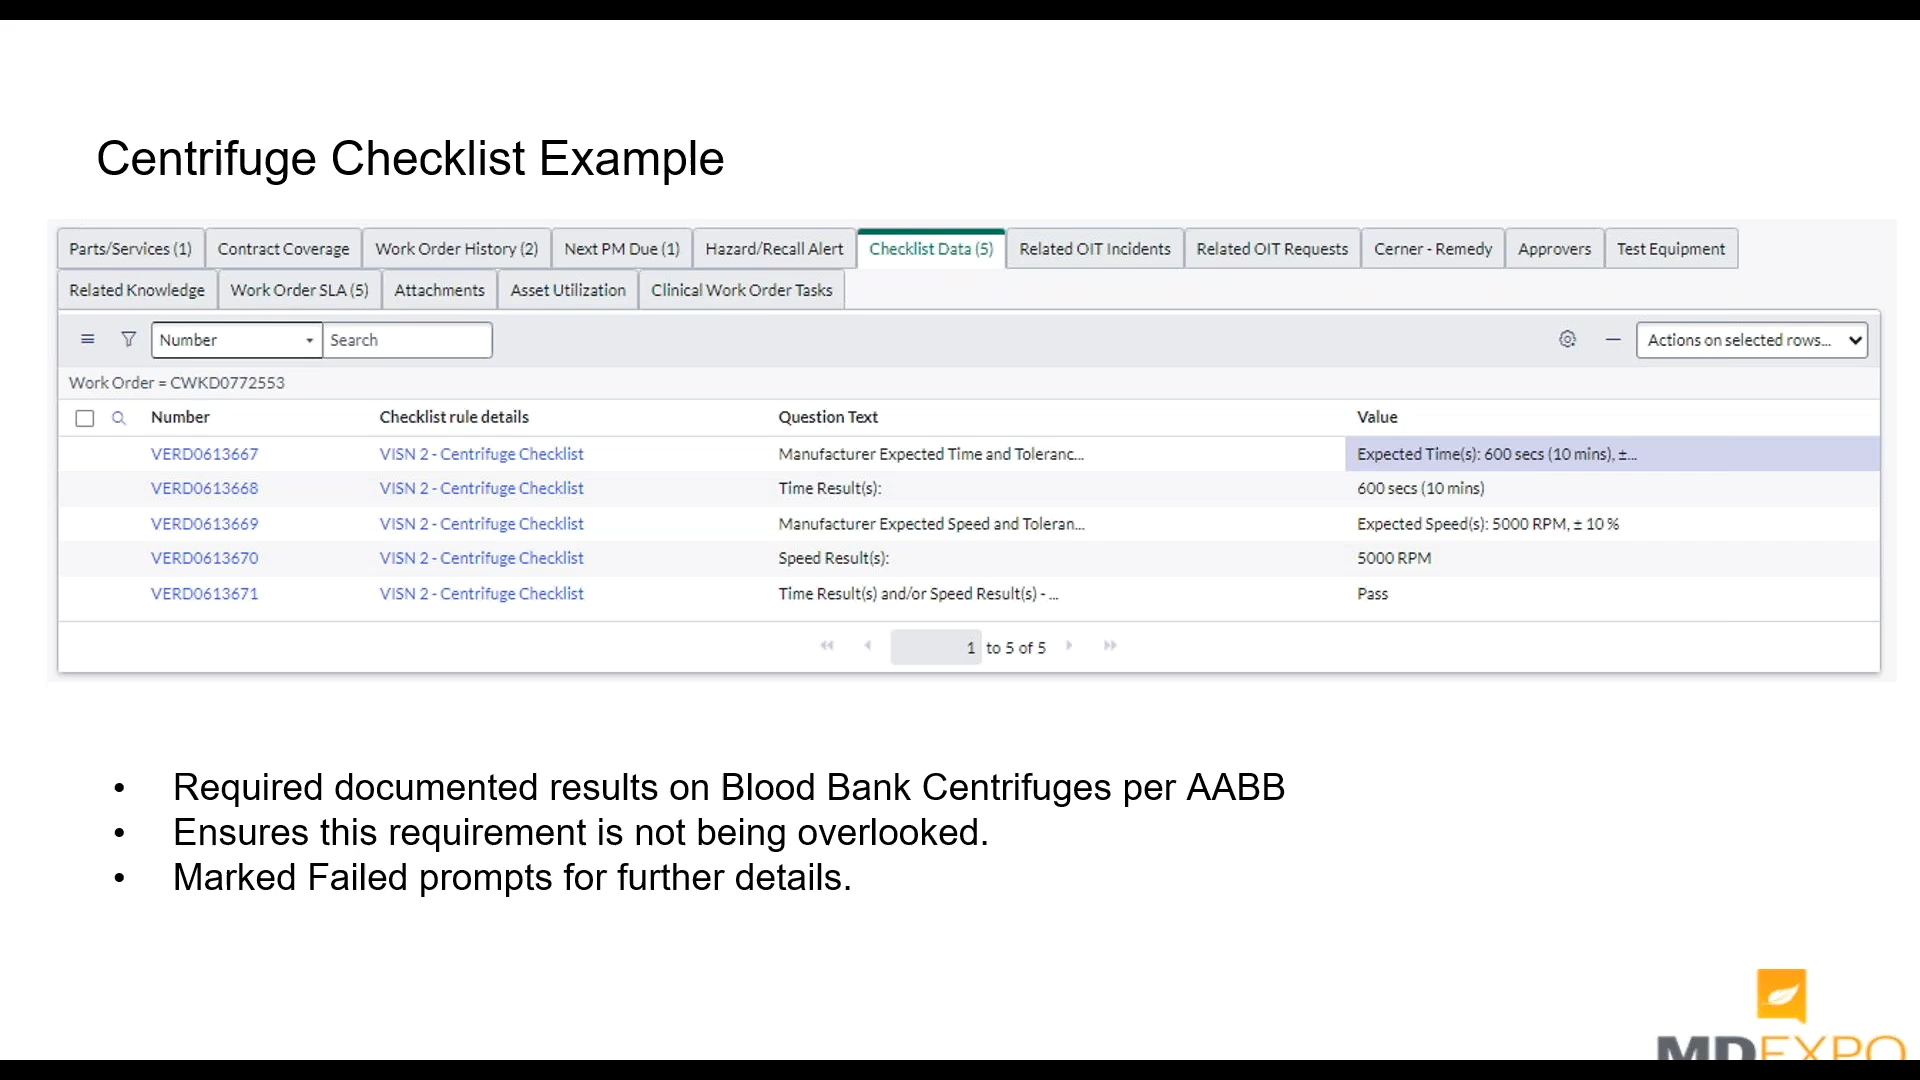 Centrifuge Checklist Example
Parts/Services (1) Contract Coverage Work Order History (2) Next PM Due (1) Hazard/Recall Alert Checklist Data (5) Related OIT Incidents Related OIT Requests Cerner - Remedy Approvers Test Equipment
Related Knowledge Work Order SLA (5) Attachments Asset Utilization Clinical Work Order Tasks
Number Search Actions on selected rows...
Work Order = CWKD0772553
Number Checklist rule details Question Text Value
VERD0613667 VISN 2 - Centrifuge Checklist Manufacturer Expected Time and Toleranc... Expected Time(s): 600 secs (10 mins), ±...
VERD0613668 VISN 2 - Centrifuge Checklist Time Result(s): 600 secs (10 mins)
VERD0613669 VISN 2 - Centrifuge Checklist Manufacturer Expected Speed and Toleran... Expected Speed(s): 5000 RPM, ± 10 %
VERD0613670 VISN 2 - Centrifuge Checklist Speed Result(s): 5000 RPM
VERD0613671 VISN 2 - Centrifuge Checklist Time Result(s) and/or Speed Result(s) - ... Pass
1 to 5 of 5
• Required documented results on Blood Bank Centrifuges per AABB
• Ensures this requirement is not being overlooked.
• Marked Failed prompts for further details.
MDEXPO